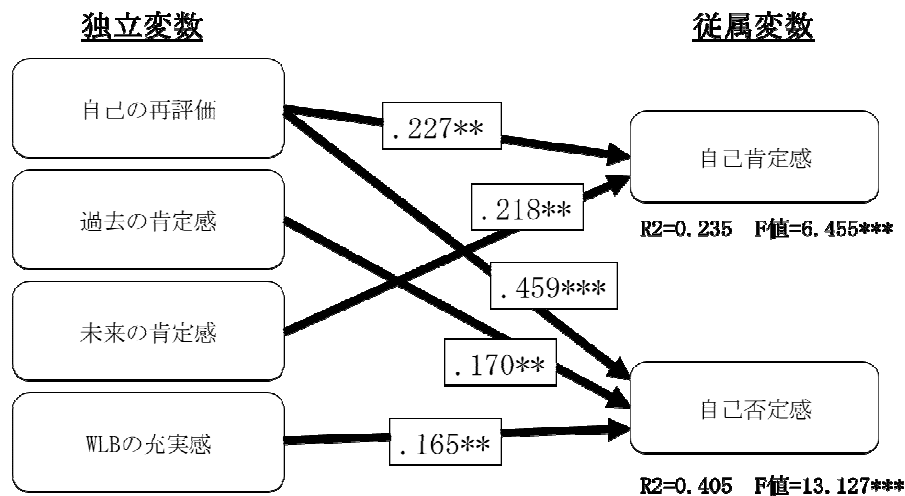 独立変数
従属変数
自己の再評価
過去の肯定感
未来の肯定感
WLBの充実感
.227**
.218**
.459***
.170**
.165**
自己肯定感
R2=0.235 F値=6.455***
自己否定感
R2=0.405 F値=13.127***